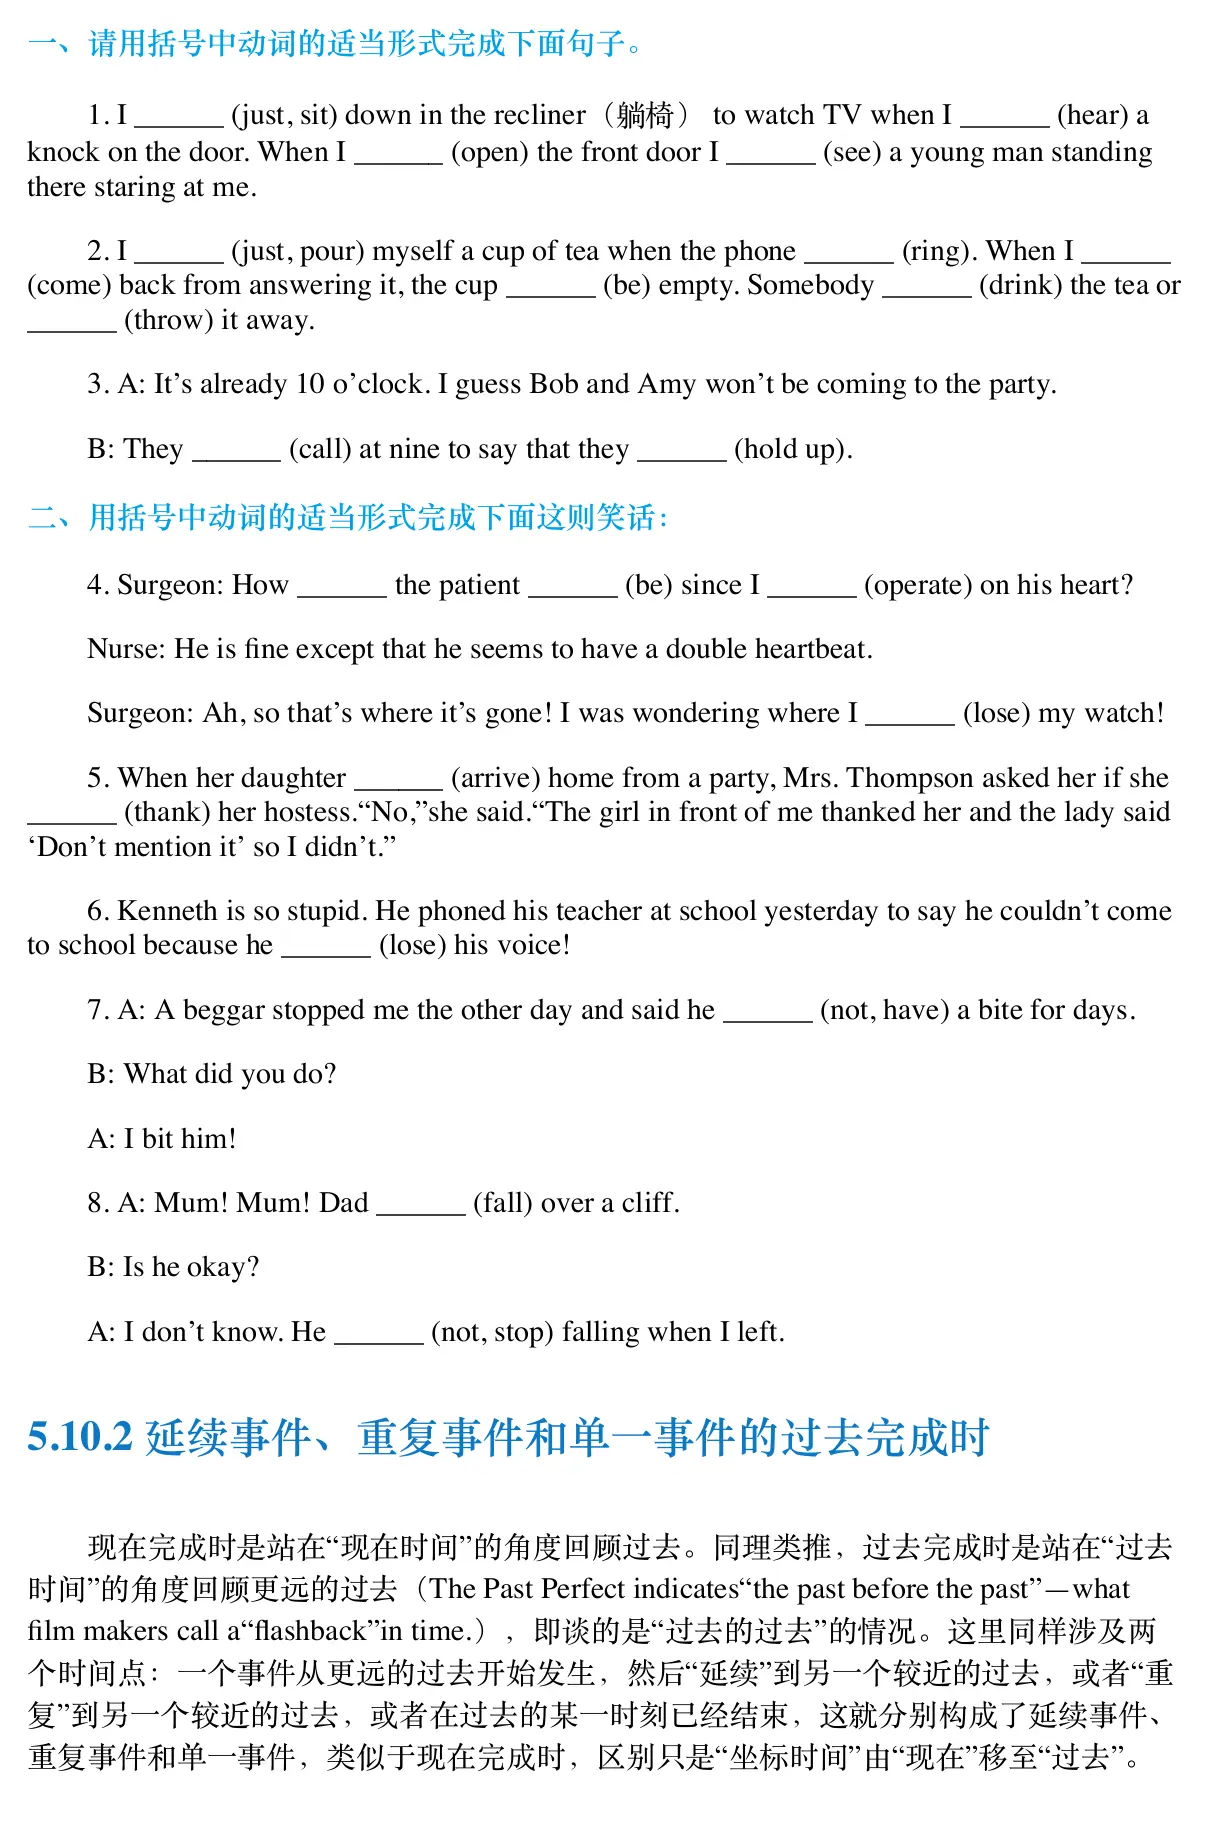 一、请用括号中动词的适当形式完成下面句子。
1. I ______ (just, sit) down in the recliner（躺椅） to watch TV when I ______ (hear) a
knock on the door. When I ______ (open) the front door I ______ (see) a young man standing
there staring at me.
2. I ______ (just, pour) myself a cup of tea when the phone ______ (ring). When I ______
(come) back from answering it, the cup ______ (be) empty. Somebody ______ (drink) the tea or
______ (throw) it away.
3. A: It’s already 10 o’clock. I guess Bob and Amy won’t be coming to the party.
B: They ______ (call) at nine to say that they ______ (hold up).
二、用括号中动词的适当形式完成下面这则笑话：
4. Surgeon: How ______ the patient ______ (be) since I ______ (operate) on his heart?
Nurse: He is fine except that he seems to have a double heartbeat.
Surgeon: Ah, so that’s where it’s gone! I was wondering where I ______ (lose) my watch!
5. When her daughter ______ (arrive) home from a party, Mrs. Thompson asked her if she
______ (thank) her hostess.“No,”she said.“The girl in front of me thanked her and the lady said
‘Don’t mention it’ so I didn’t.”
6. Kenneth is so stupid. He phoned his teacher at school yesterday to say he couldn’t come
to school because he ______ (lose) his voice!
7. A: A beggar stopped me the other day and said he ______ (not, have) a bite for days.
B: What did you do?
A: I bit him!
8. A: Mum! Mum! Dad ______ (fall) over a cliff.
B: Is he okay?
A: I don’t know. He ______ (not, stop) falling when I left.
5.10.2 延续事件、重复事件和单一事件的过去完成时
现在完成时是站在“现在时间”的角度回顾过去。同理类推，过去完成时是站在“过去
时间”的角度回顾更远的过去（The Past Perfect indicates“the past before the past”—what
film makers call a“flashback”in time.），即谈的是“过去的过去”的情况。这里同样涉及两
个时间点：一个事件从更远的过去开始发生，然后“延续”到另一个较近的过去，或者“重
复”到另一个较近的过去，或者在过去的某一时刻已经结束，这就分别构成了延续事件、
重复事件和单一事件，类似于现在完成时，区别只是“坐标时间”由“现在”移至“过去”。